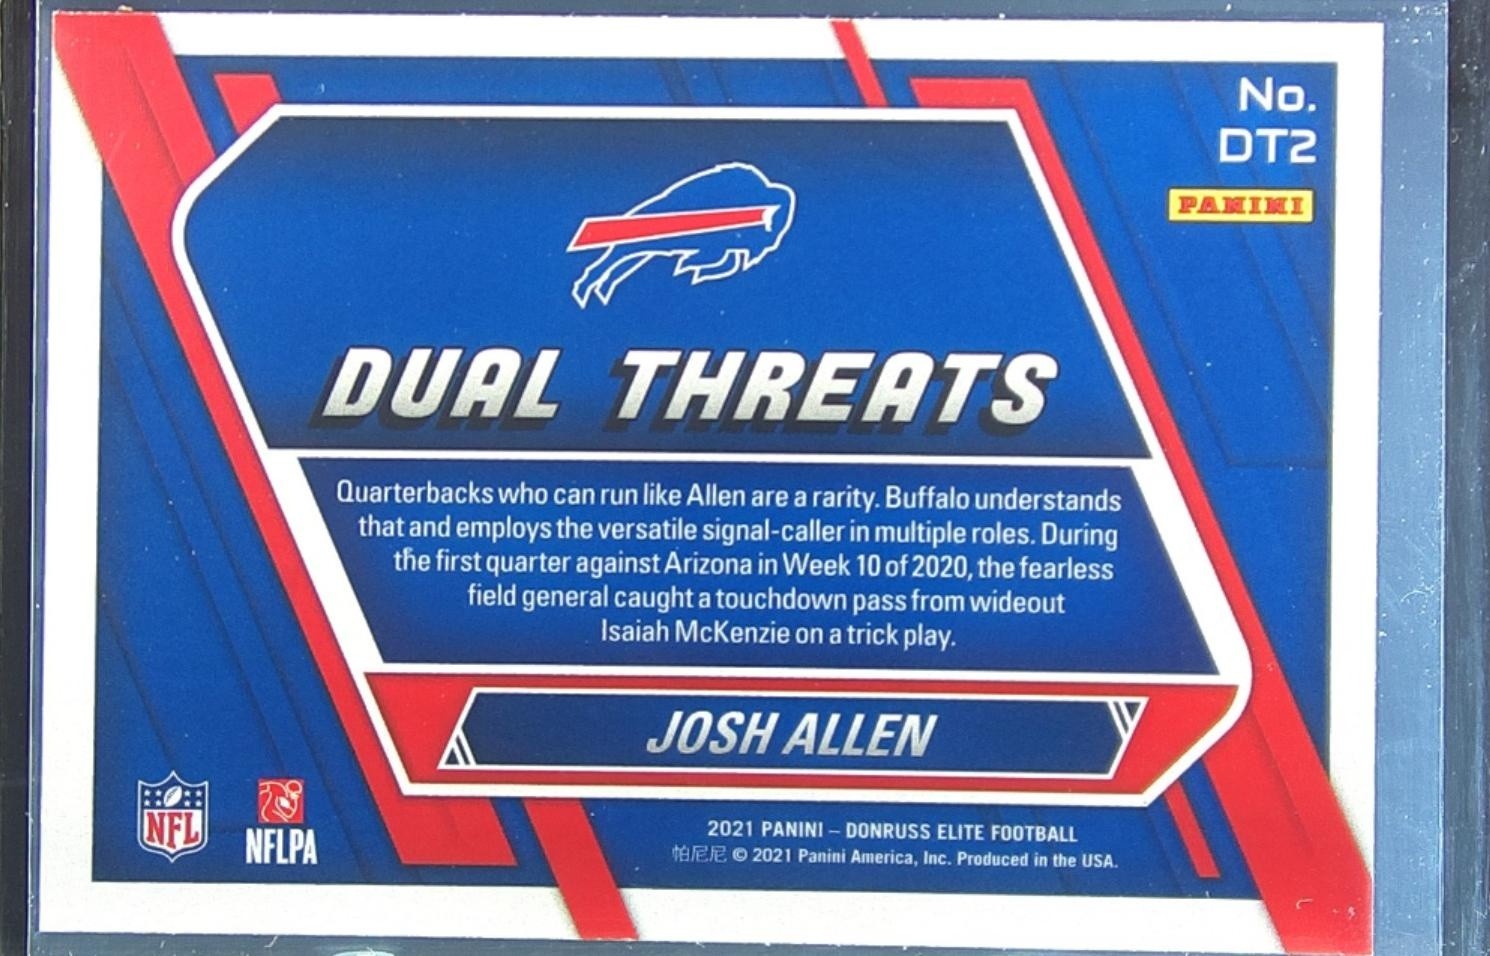 No.
DT2
PANINI
DUAL THREATS
Quarterbacks who can run like Allen are a rarity. Buffalo understands
that and employs the versatile signal-caller in multiple roles. During
the first quarter against Arizona in Week 10 of 2020, the fearless
field general caught a touchdown pass from wideout
Isaiah McKenzie on a trick play.
JOSH ALLEN
NFL
NFLPA
2021 PANINI – DONRUSS ELITE FOOTBALL
帕尼尼 © 2021 Panini America, Inc. Produced in the USA.